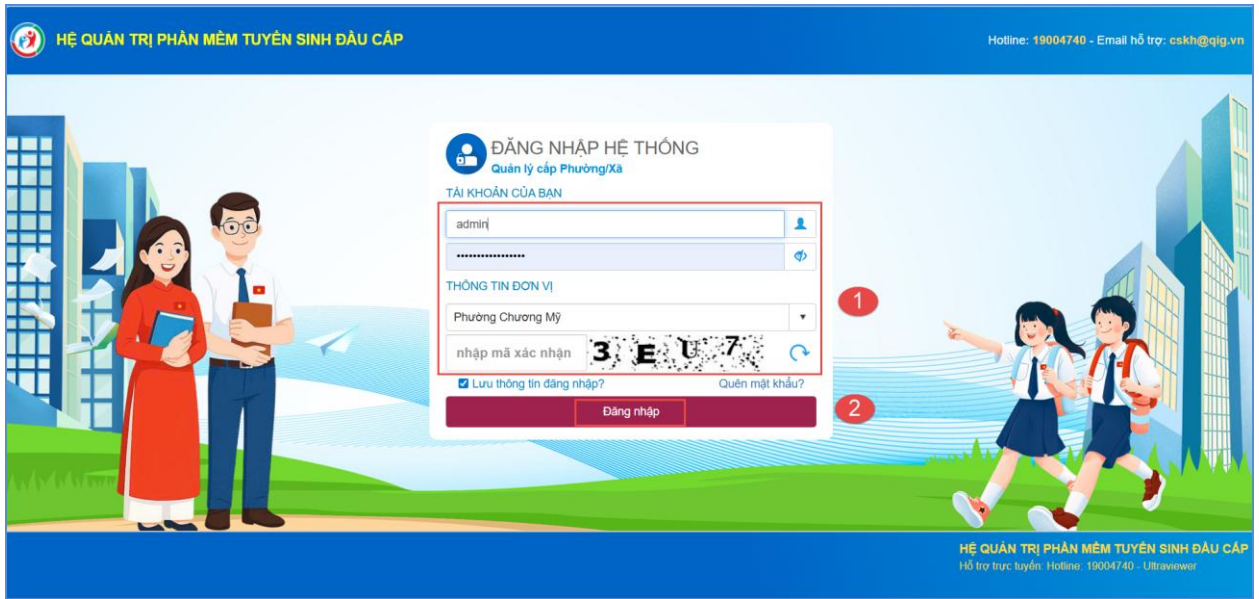 HỆ QUẢN TRỊ PHẦN MỀM TUYỂN SINH ĐẦU CẤP
Hotline: 19004740 - Email hỗ trợ: cskh@qig.vn
ĐĂNG NHẬP HỆ THỐNG
Quản lý cấp Phường/Xã
TÀI KHOẢN CỦA BẠN
admin
THÔNG TIN ĐƠN VỊ
1
Phường Chương Mỹ
nhập mã xác nhận 3 E U 7
Lưu thông tin đăng nhập? Quên mật khẩu?
Đăng nhập
2
HỆ QUẢN TRỊ PHẦN MỀM TUYỂN SINH ĐẦU CẤP
Hỗ trợ trực tuyến: Hotline: 19004740 - Ultraviewer